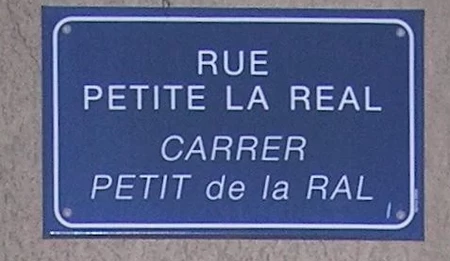 RUE
PETITE LA REAL
CARRER
PETIT de la RAL